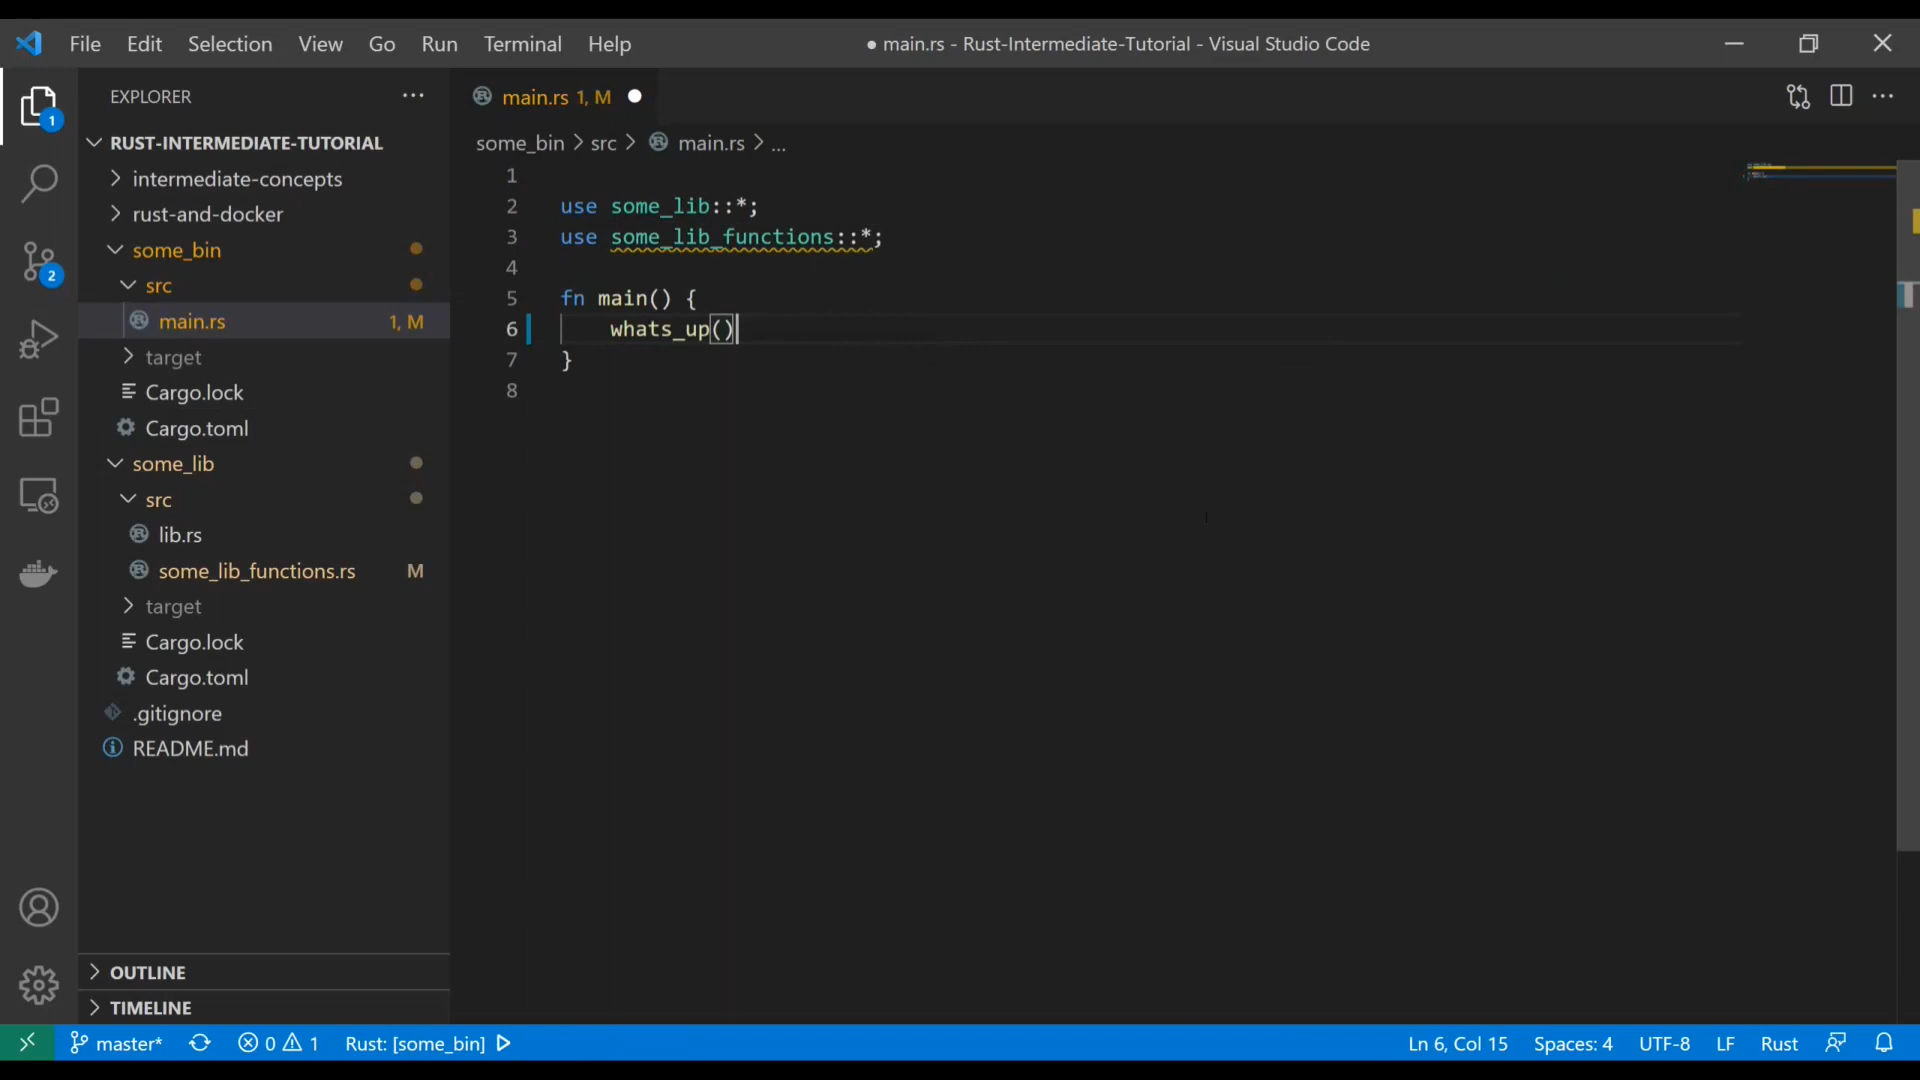 File Edit Selection View Go Run Terminal Help
● main.rs - Rust-Intermediate-Tutorial - Visual Studio Code
EXPLORER
main.rs 1, M
1
RUST-INTERMEDIATE-TUTORIAL
some_bin > src > main.rs > ...
intermediate-concepts
rust-and-docker
some_bin
2
src
main.rs 1, M
target
Cargo.lock
Cargo.toml
some_lib
src
lib.rs
some_lib_functions.rs M
target
Cargo.lock
Cargo.toml
.gitignore
README.md
OUTLINE
TIMELINE
1
2 use some_lib::*;
3 use some_lib_functions::*;
4
5 fn main() {
6 whats_up()
7 }
8
master* 0 1 Rust: [some_bin] Ln 6, Col 15 Spaces: 4 UTF-8 LF Rust